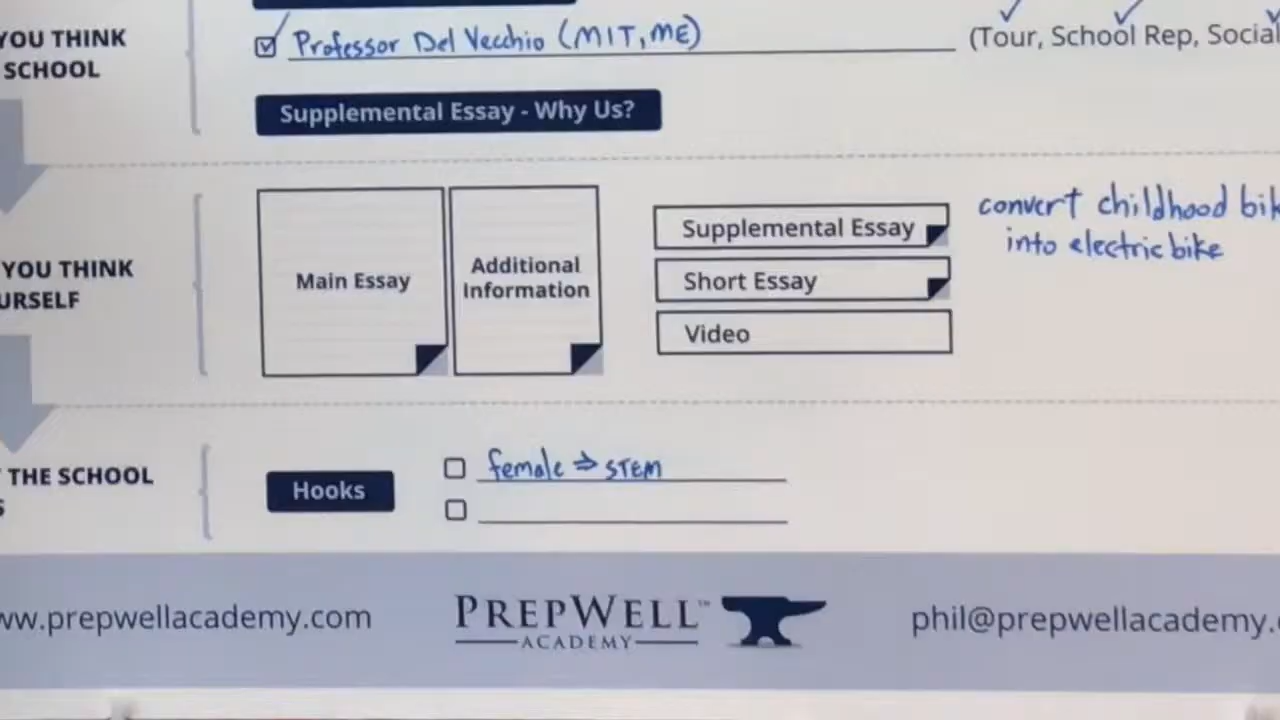 YOU THINK
SCHOOL
Professor Del Vecchio (MIT, ME)
(Tour, School Rep, Social
Supplemental Essay - Why Us?
YOU THINK
URSELF
Main Essay
Additional
Information
Supplemental Essay
Short Essay
Video
convert childhood bik
into electric bike
THE SCHOOL
S
Hooks
female ⇒ STEM
ww.prepwellacademy.com
PREPWELL™
ACADEMY
phil@prepwellacademy.